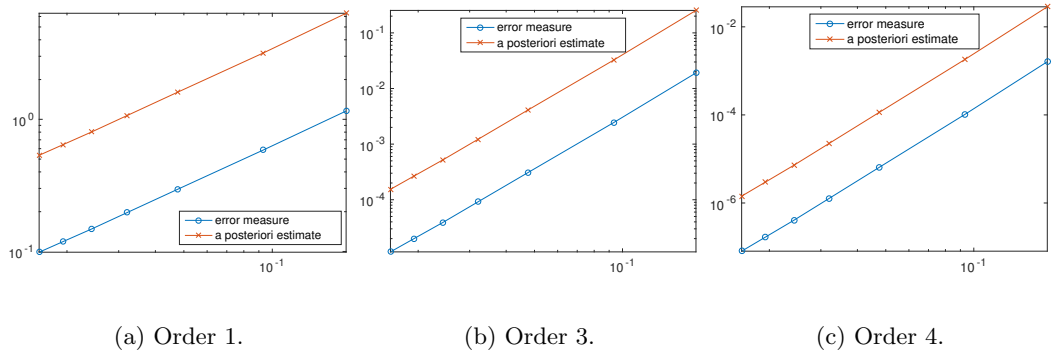 10^0
10^-1
10^-1
error measure
a posteriori estimate
10^-1
10^-2
10^-3
10^-4
10^-1
error measure
a posteriori estimate
10^-2
10^-4
10^-6
10^-1
error measure
a posteriori estimate
(a) Order 1.
(b) Order 3.
(c) Order 4.